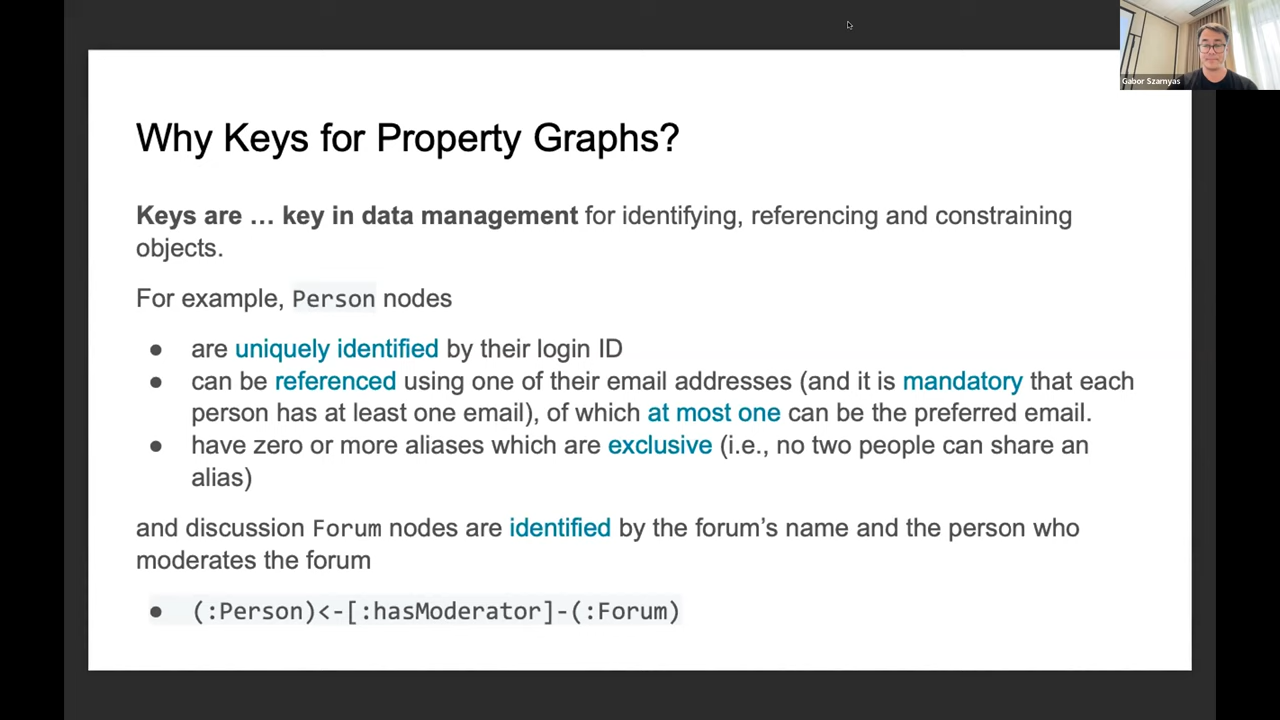 Gabor Szarnyas
Why Keys for Property Graphs?
Keys are … key in data management for identifying, referencing and constraining
objects.
For example, Person nodes
● are uniquely identified by their login ID
● can be referenced using one of their email addresses (and it is mandatory that each
person has at least one email), of which at most one can be the preferred email.
● have zero or more aliases which are exclusive (i.e., no two people can share an
alias)
and discussion Forum nodes are identified by the forum’s name and the person who
moderates the forum
● (:Person)<-[:hasModerator]-(:Forum)